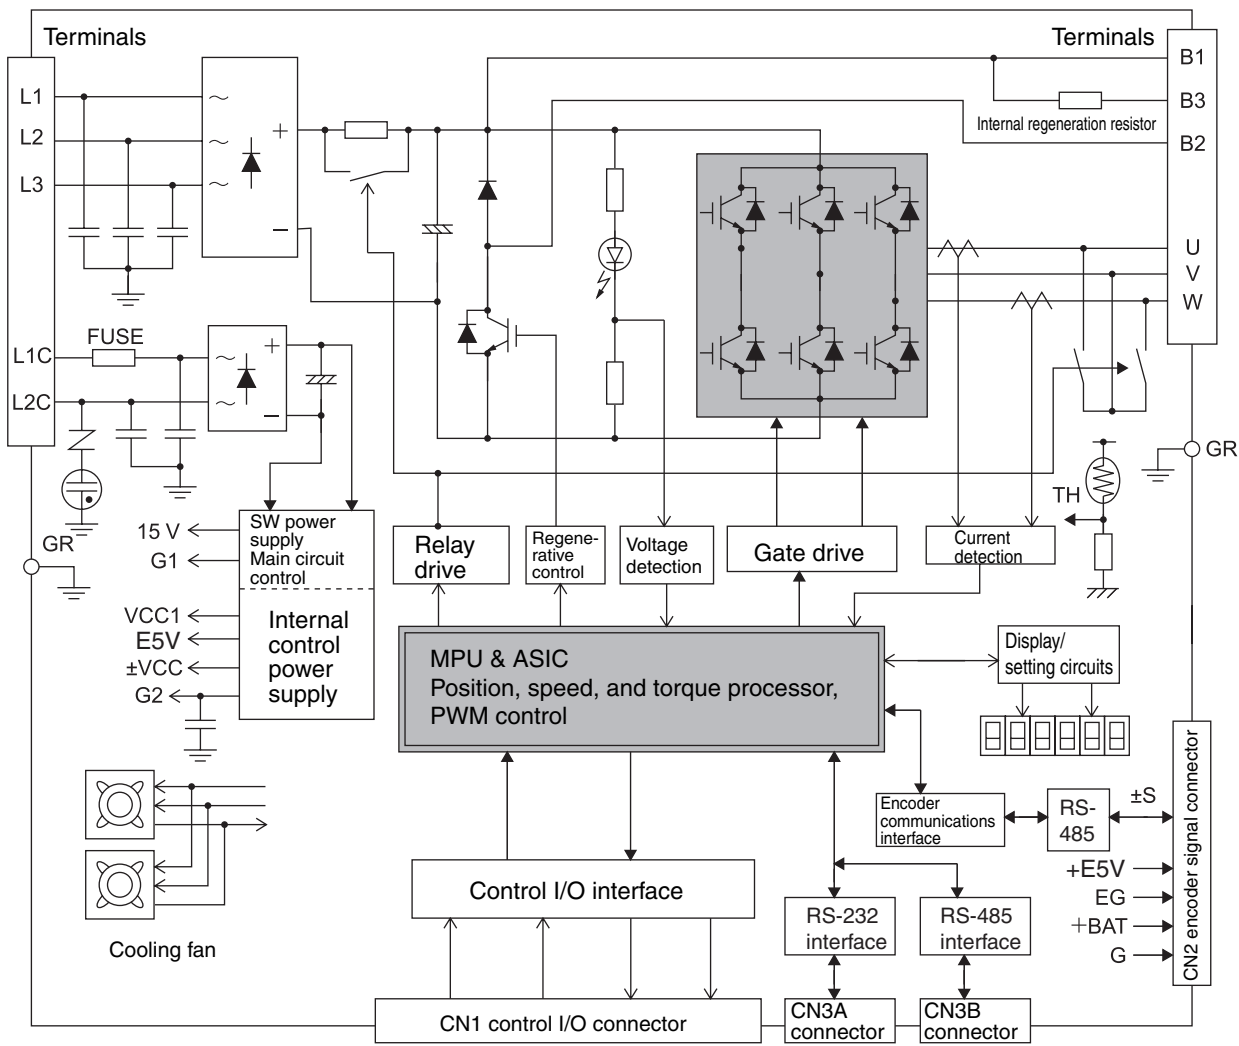 Terminals
Terminals
L1
L2
L3
L1C
L2C
FUSE
+
−
+
−
B1
B3
Internal regeneration resistor
B2
U
V
W
GR
TH
GR
15 V
G1
VCC1
E5V
±VCC
G2
SW power
supply
Main circuit
control
Internal
control
power
supply
Relay
drive
Regene-
rative
control
Voltage
detection
Gate drive
Current
detection
MPU & ASIC
Position, speed, and torque processor,
PWM control
Display/
setting circuits
Encoder
communications
interface
RS-
485
±S
+E5V
EG
+BAT
G
CN2 encoder signal connector
Control I/O interface
RS-232
interface
RS-485
interface
Cooling fan
CN1 control I/O connector
CN3A
connector
CN3B
connector